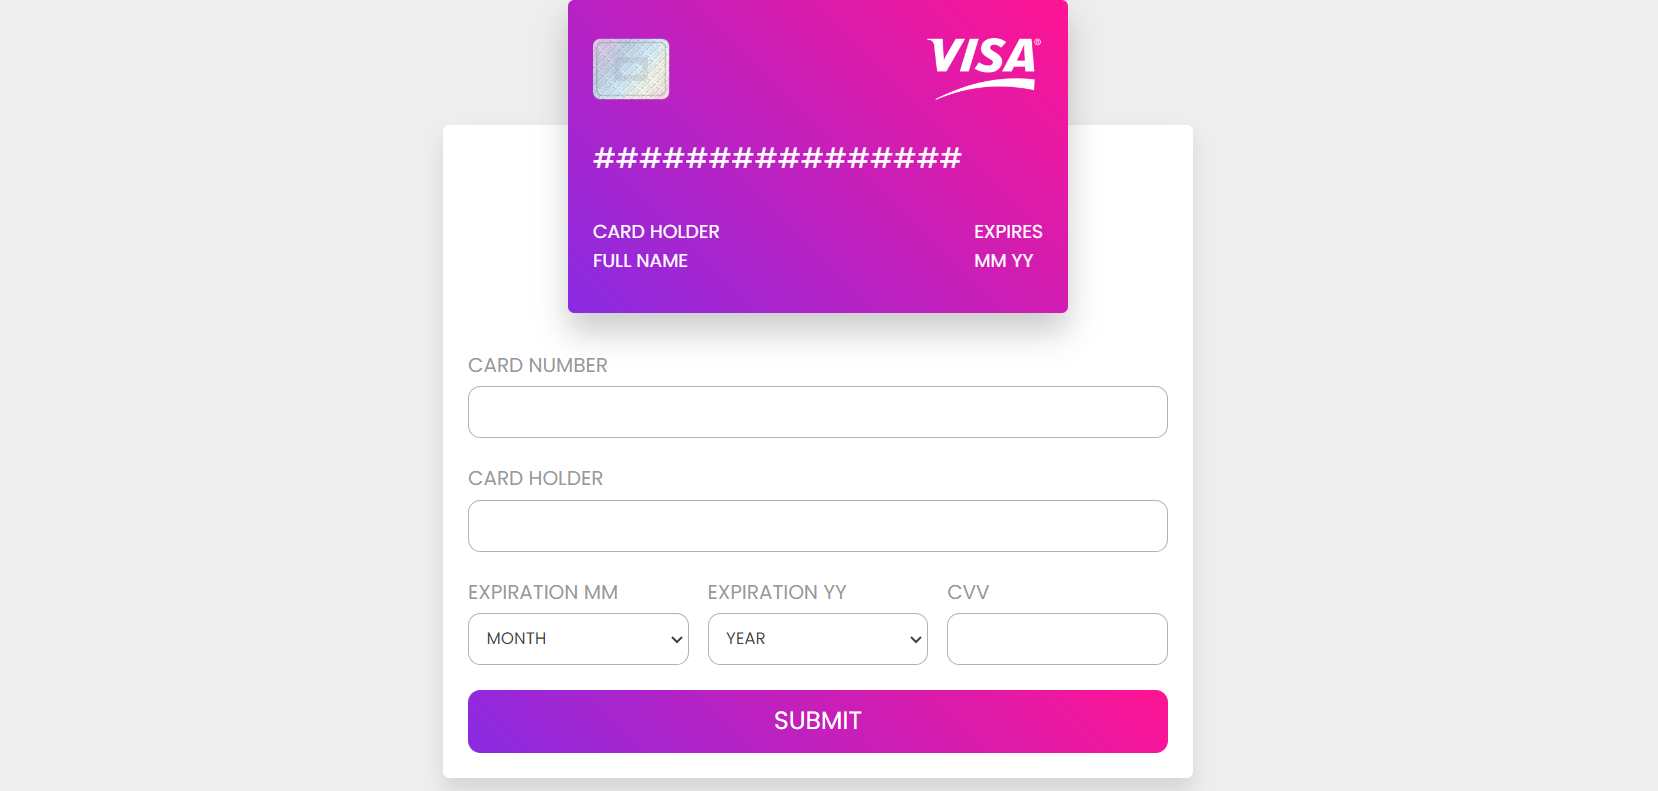 VISA®
################
CARD HOLDER
EXPIRES
FULL NAME
MM YY
CARD NUMBER
CARD HOLDER
EXPIRATION MM
EXPIRATION YY
CVV
MONTH
YEAR
SUBMIT